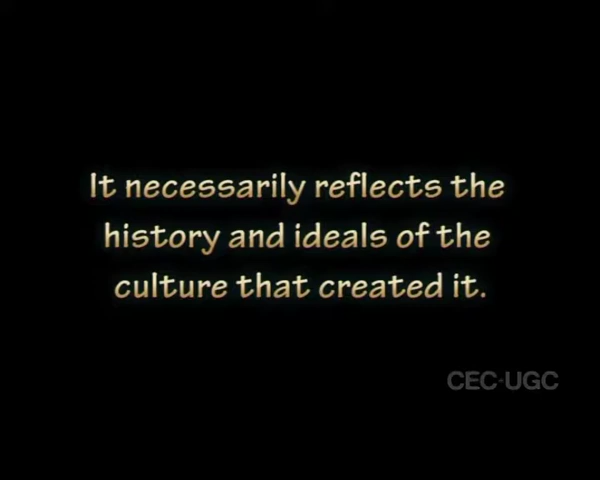 It necessarily reflects the
history and ideals of the
culture that created it.
CEC-UGC